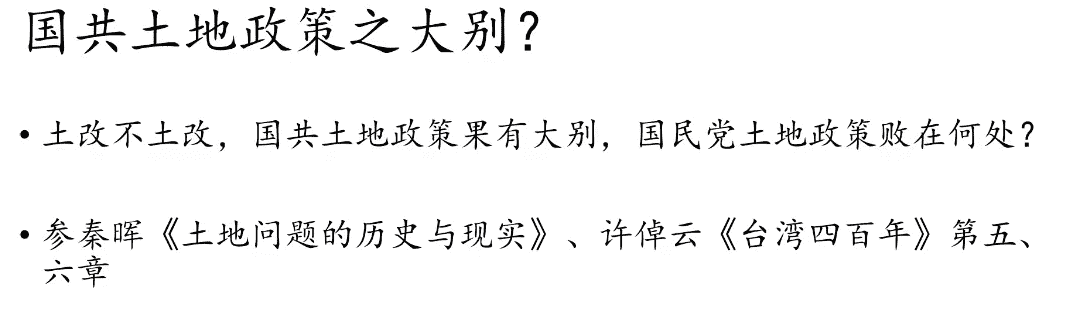 国共土地政策之大别？
• 土改不土改，国共土地政策果有大别，国民党土地政策败在何处？
• 参秦晖《土地问题的历史与现实》、许倬云《台湾四百年》第五、
六章